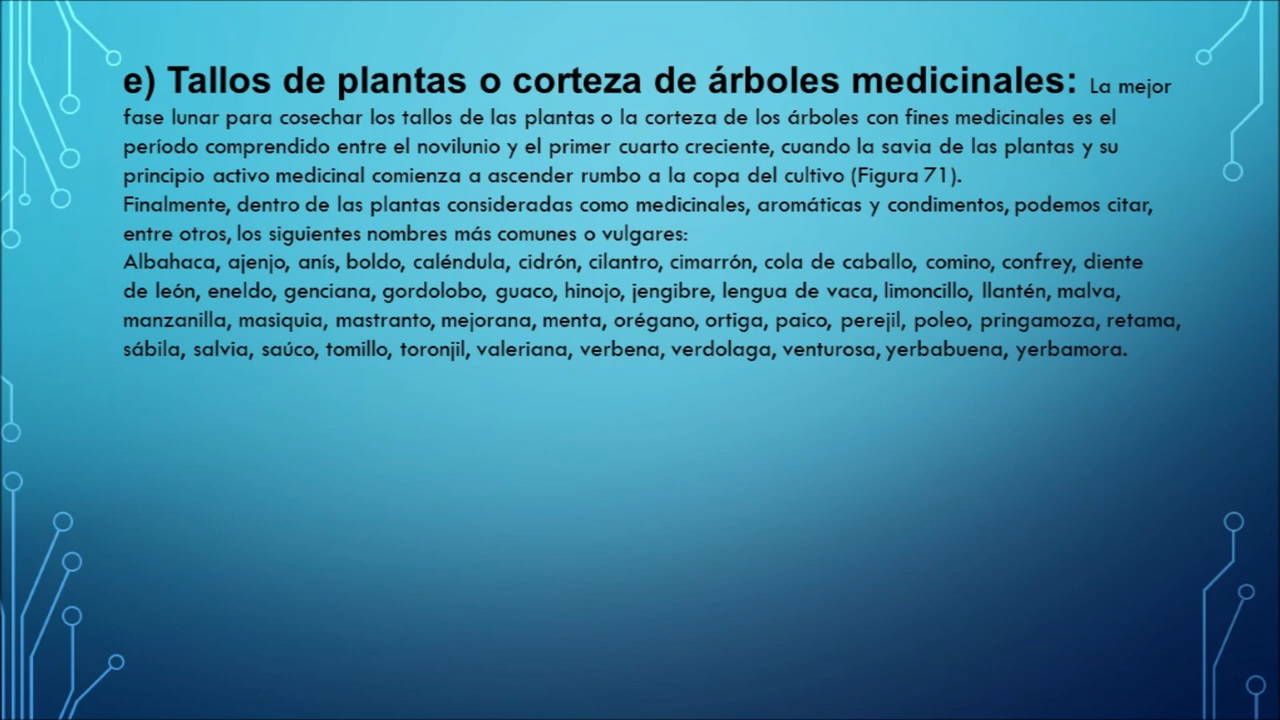 e) Tallos de plantas o corteza de árboles medicinales: La mejor
fase lunar para cosechar los tallos de las plantas o la corteza de los árboles con fines medicinales es el
período comprendido entre el novilunio y el primer cuarto creciente, cuando la savia de las plantas y su
principio activo medicinal comienza a ascender rumbo a la copa del cultivo (Figura 71).
Finalmente, dentro de las plantas consideradas como medicinales, aromáticas y condimentos, podemos citar,
entre otros, los siguientes nombres más comunes o vulgares:
Albahaca, ajenjo, anís, boldo, caléndula, cidrón, cilantro, cimarrón, cola de caballo, comino, confrey, diente
de león, eneldo, genciana, gordolobo, guaco, hinojo, jengibre, lengua de vaca, limoncillo, llantén, malva,
manzanilla, masiquia, mastranto, mejorana, menta, orégano, ortiga, paico, perejil, poleo, pringamoza, retama,
sábila, salvia, saúco, tomillo, toronjil, valeriana, verbena, verdolaga, venturosa, yerbabuena, yerbamora.